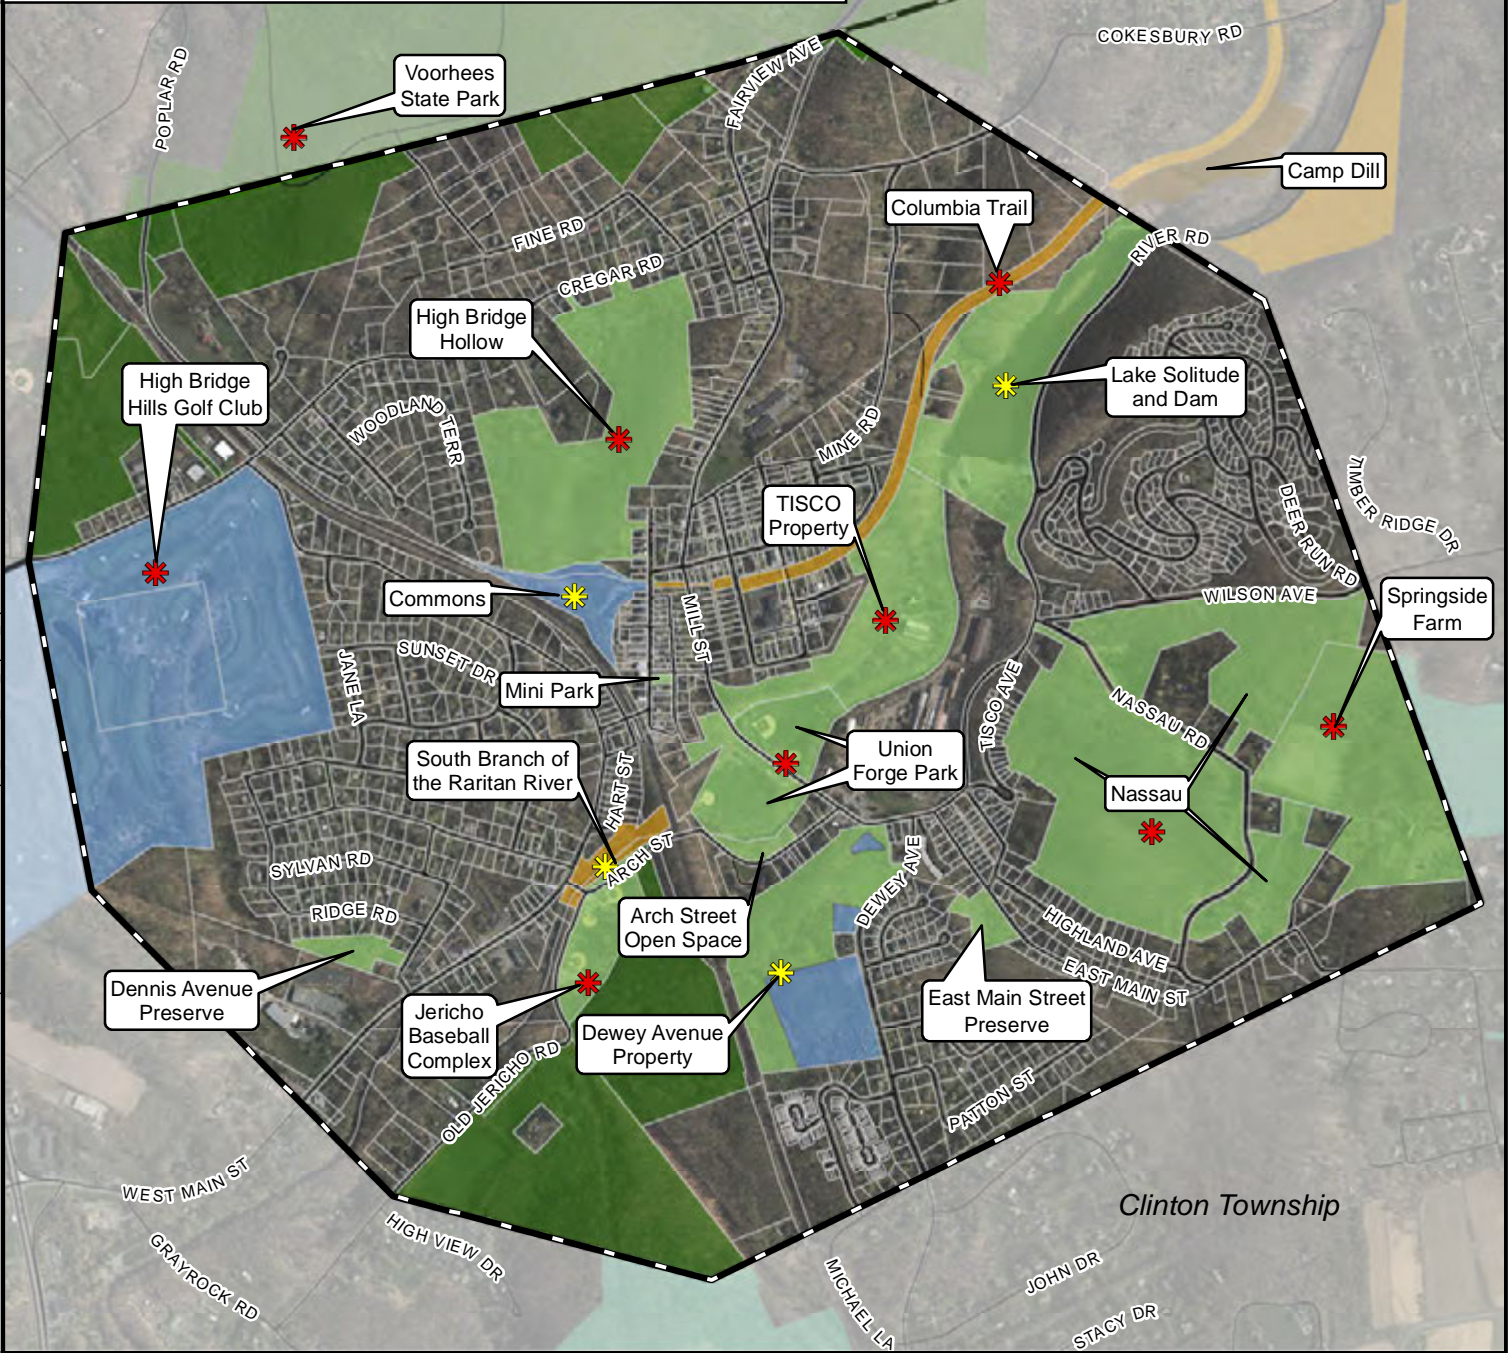 COKESBURY RD
FAIRVIEW AVE
POPLAR RD
Voorhees
State Park
Camp Dill
Columbia Trail
FINE RD
RIVER RD
CREGAR RD
High Bridge
Hollow
High Bridge
Hills Golf Club
Lake Solitude
and Dam
WOODLAND TERR
MINE RD
TISCO
Property
TIMBER RIDGE DR
DEER RUN RD
Commons
WILSON AVE
Springside
Farm
MILL ST
SUNSET DR
JANE LA
Mini Park
TISCO AVE
NASSAU RD
South Branch of
the Raritan River
HART ST
Union
Forge Park
Nassau
ARCH ST
SYLVAN RD
DEWEY AVE
RIDGE RD
Arch Street
Open Space
HIGHLAND AVE
EAST MAIN ST
Dennis Avenue
Preserve
Jericho
Baseball
Complex
Dewey Avenue
Property
East Main Street
Preserve
OLD JERICHO RD
PATTON ST
WEST MAIN ST
Clinton Township
HIGH VIEW DR
GRAYROCK RD
MICHAEL LA
JOHN DR
STACY DR